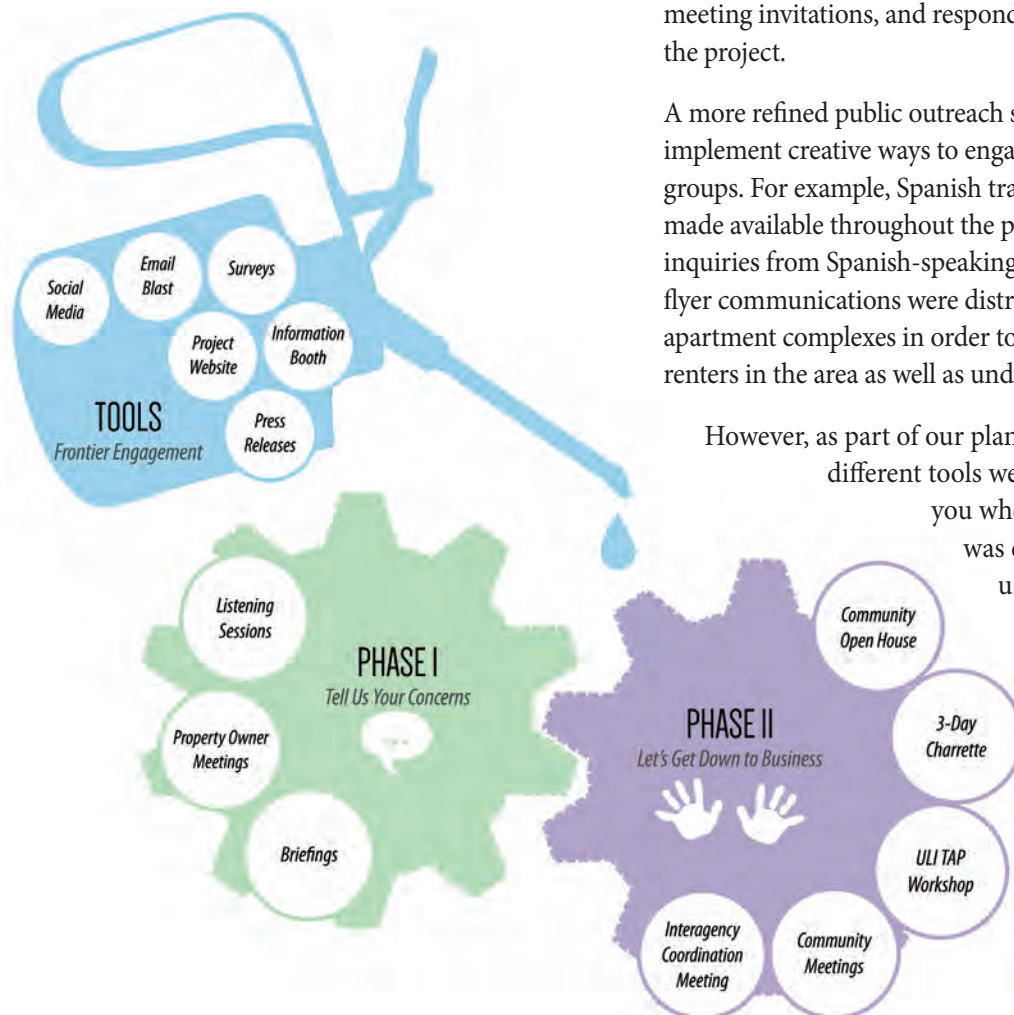 meeting invitations, and respond
the project.
A more refined public outreach s
implement creative ways to enga
groups. For example, Spanish tra
made available throughout the p
inquiries from Spanish-speaking
flyer communications were distr
apartment complexes in order to
renters in the area as well as und
However, as part of our plan
different tools we
you who
was
u
Social
Media
Email
Blast
Surveys
Project
Website
Information
Booth
Press
Releases
TOOLS
Frontier Engagement
Listening
Sessions
Property Owner
Meetings
Briefings
PHASE I
Tell Us Your Concerns
...
PHASE II
Let's Get Down to Business
Community
Open House
3-Day
Charrette
ULI TAP
Workshop
Community
Meetings
Interagency
Coordination
Meeting